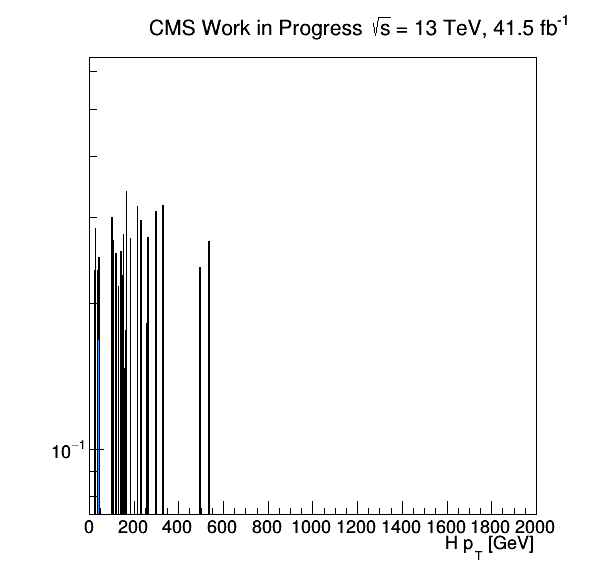 CMS Work in Progress √s = 13 TeV, 41.5 fb⁻¹
10⁻¹
0 200 400 600 800 1000 1200 1400 1600 1800 2000
H p_T [GeV]